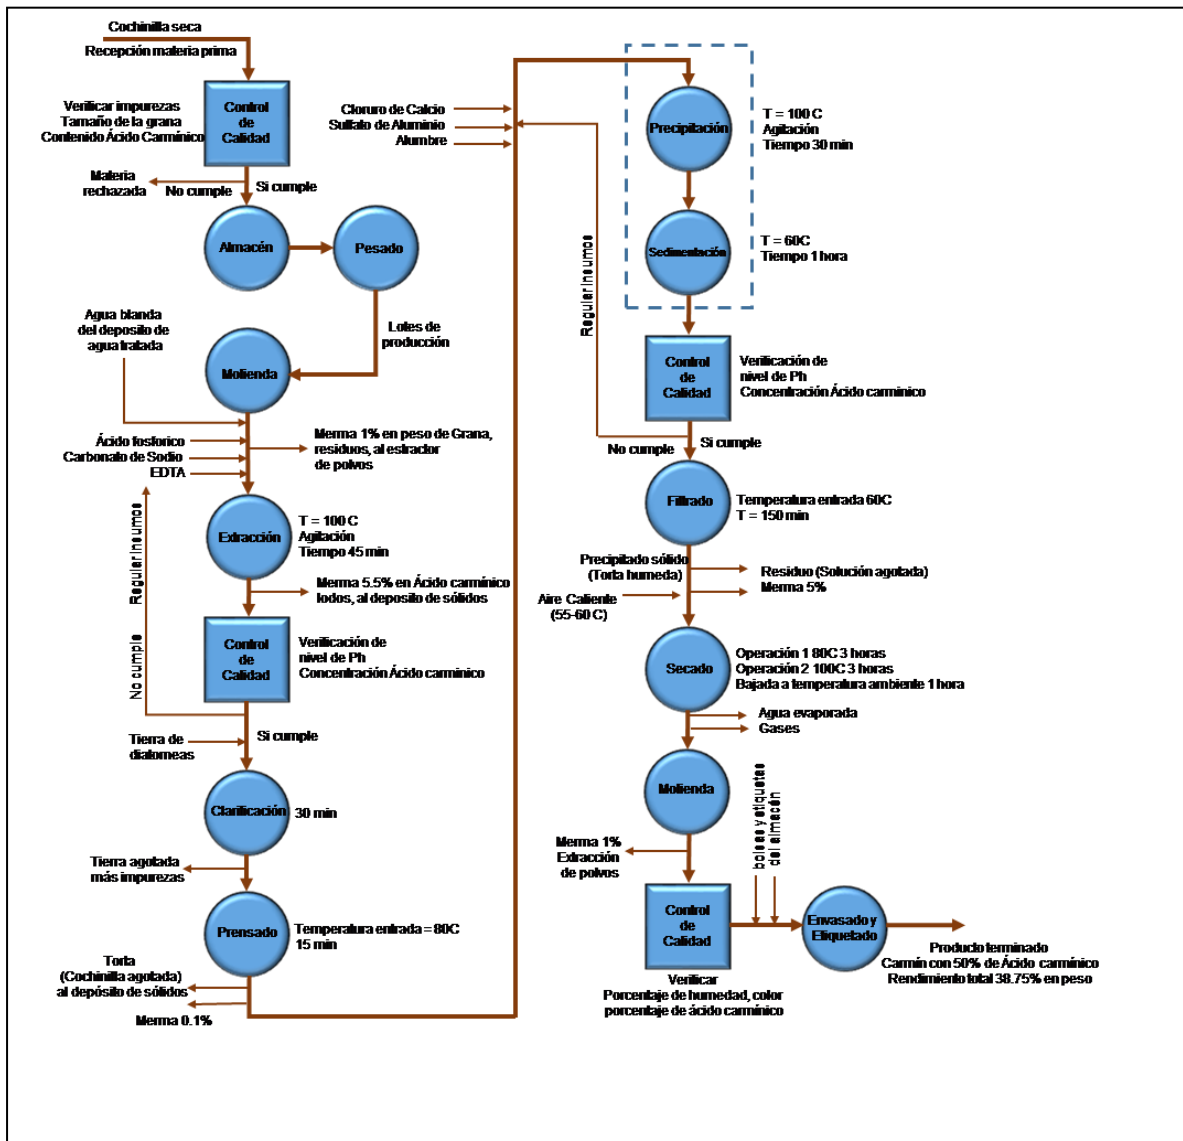 Cochinilla seca
Recepción materia prima
Verificar impurezas
Tamaño de la grana
Contenido Ácido Carmínico
Control
de
Calidad
Materia
rechazada
No cumple
Si cumple
Almacén
Pesado
Lotes de
producción
Agua blanda
del deposito de
agua tratada
Molienda
Ácido fosforico
Carbonato de Sodio
EDTA
Merma 1% en peso de Grana,
residuos, al estractor
de polvos
Regular insumos
Extracción
T = 100 C
Agitación
Tiempo 45 min
Merma 5.5% en Ácido carmínico
lodos, al deposito de sólidos
No cumple
Control
de
Calidad
Verificación de
nivel de Ph
Concentración Ácido carmínico
Tierra de
diatomeas
Si cumple
Clarificación
30 min
Tierra agotada
más impurezas
Prensado
Temperatura entrada = 80C
15 min
Torta
(Cochinilla agotada)
al depósito de sólidos
Merma 0.1%
Cloruro de Calcio
Sulfato de Aluminio
Alumbre
Precipitación
T = 100 C
Agitación
Tiempo 30 min
Sedimentación
T = 60C
Tiempo 1 hora
Regular insumos
Control
de
Calidad
Verificación de
nivel de Ph
Concentración Ácido carmínico
No cumple
Si cumple
Filtrado
Temperatura entrada 60C
T = 150 min
Precipitado sólido
(Torta humeda)
Residuo (Solución agotada)
Merma 5%
Aire Caliente
(55-60 C)
Secado
Operación 1 80C 3 horas
Operación 2 100C 3 horas
Bajada a temperatura ambiente 1 hora
Agua evaporada
Gases
Molienda
Merma 1%
Extracción
de polvos
bolsas y etiquetas
del almacén
Control
de
Calidad
Verificar
Porcentaje de humedad, color
porcentaje de ácido carmínico
Envasado y
Etiquetado
Producto terminado
Carmín con 50% de Ácido carmínico
Rendimiento total 38.75% en peso